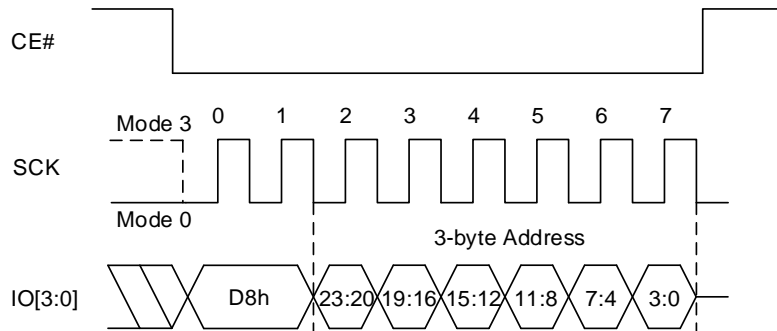 CE#
Mode 3
0 1 2 3 4 5 6 7
SCK
Mode 0
3-byte Address
IO[3:0]
D8h 23:20 19:16 15:12 11:8 7:4 3:0